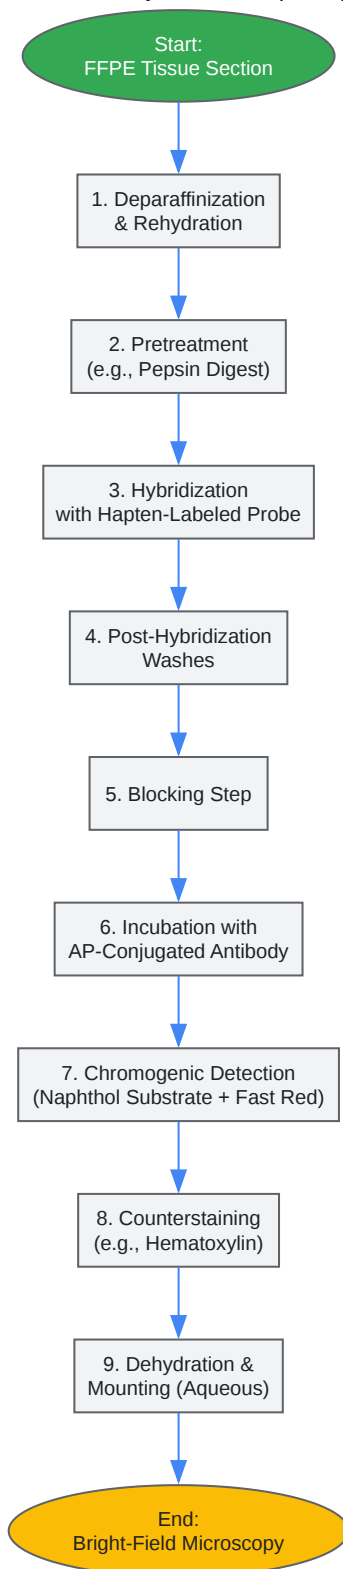 Start:
FFPE Tissue Section
1. Deparaffinization
& Rehydration
2. Pretreatment
(e.g., Pepsin Digest)
3. Hybridization
with Hapten-Labeled Probe
4. Post-Hybridization
Washes
5. Blocking Step
6. Incubation with
AP-Conjugated Antibody
7. Chromogenic Detection
(Naphthol Substrate + Fast Red)
8. Counterstaining
(e.g., Hematoxylin)
9. Dehydration &
Mounting (Aqueous)
End:
Bright-Field Microscopy